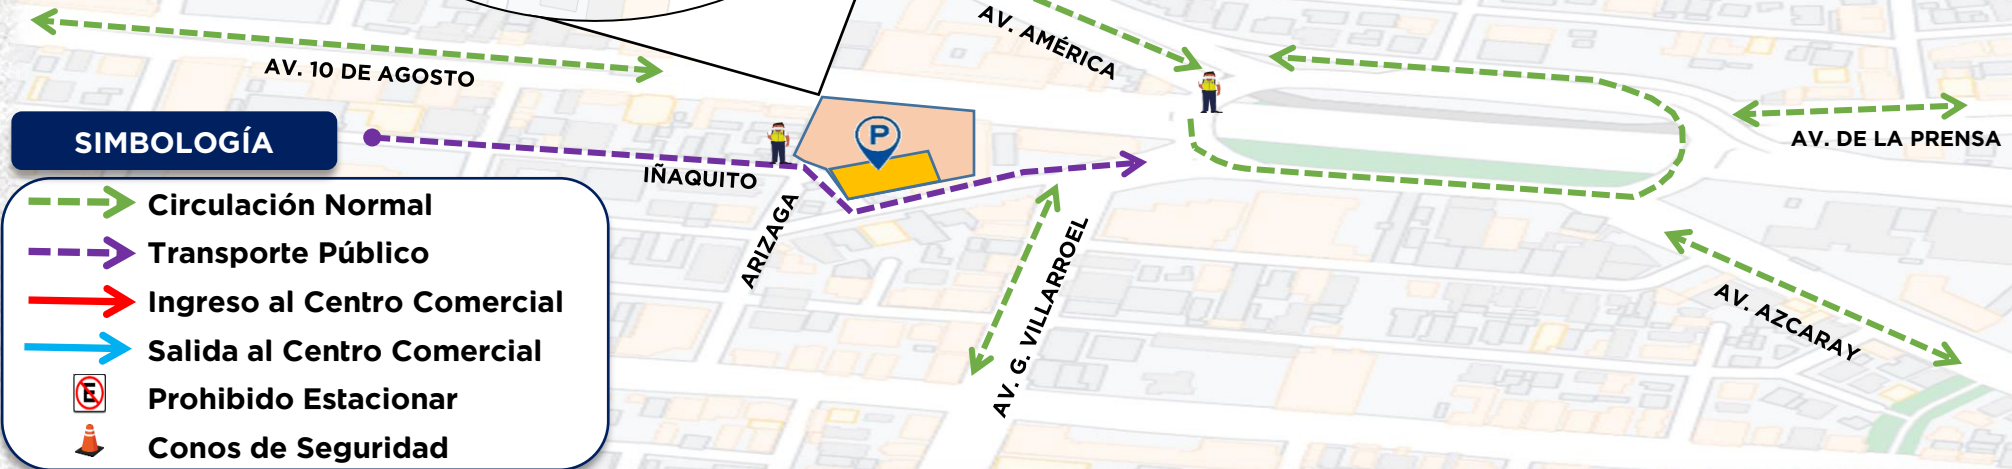 AV. AMÉRICA
AV. 10 DE AGOSTO
AV. DE LA PRENSA
SIMBOLOGÍA
P
IÑAQUITO
ARIZAGA
AV. G. VILLARROEL
AV. AZCARAY
Circulación Normal
Transporte Público
Ingreso al Centro Comercial
Salida al Centro Comercial
E
Prohibido Estacionar
Conos de Seguridad